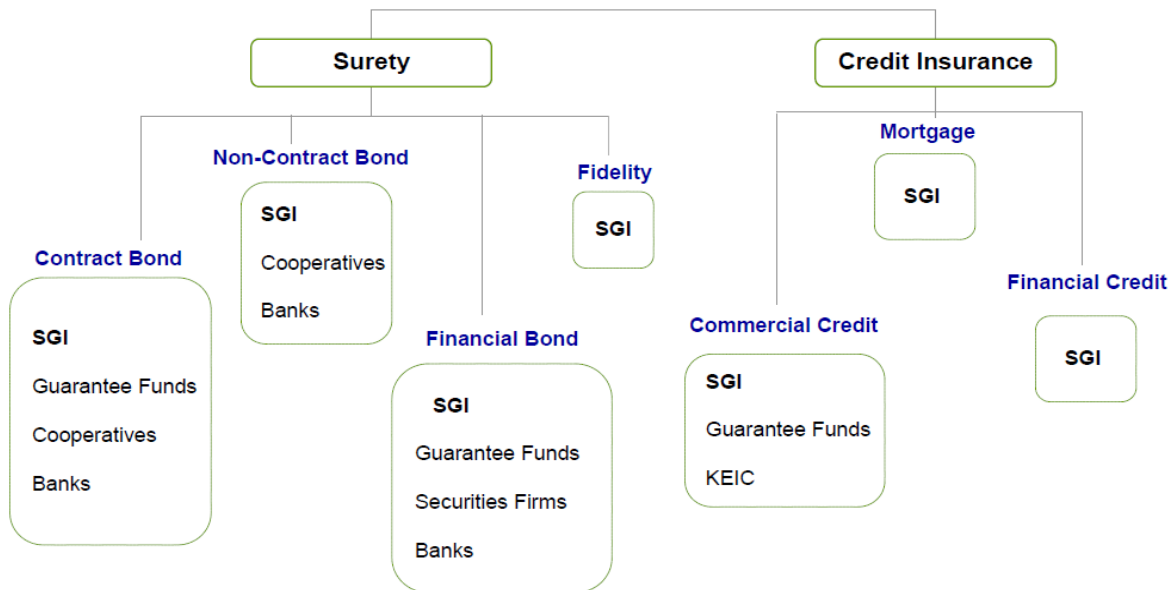 Surety
Credit Insurance
Contract Bond
SGI
Guarantee Funds
Cooperatives
Banks
Non-Contract Bond
SGI
Cooperatives
Banks
Financial Bond
SGI
Guarantee Funds
Securities Firms
Banks
Fidelity
SGI
Commercial Credit
SGI
Guarantee Funds
KEIC
Mortgage
SGI
Financial Credit
SGI